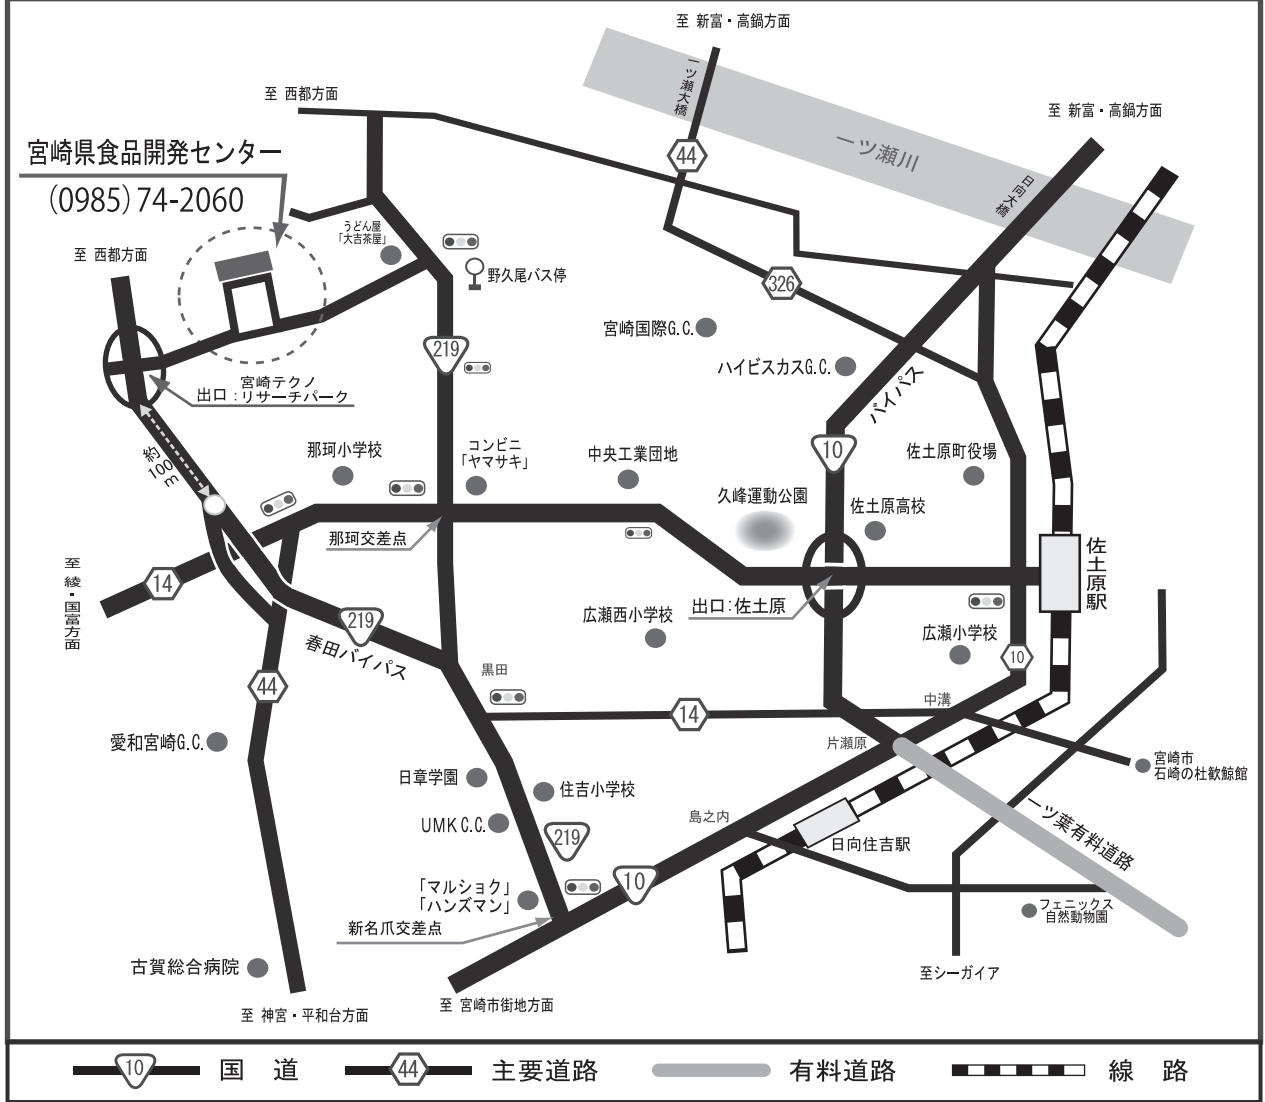 至 新富・高鍋方面
至 西都方面
一ツ瀬大橋
至 新富・高鍋方面
44
一ツ瀬川
宮崎県食品開発センター
(0985)74-2060
日向大橋
うどん屋
「大吉茶屋」
至 西都方面
野久尾バス停
326
宮崎国際G.C.
219
ハイビスカスG.C.
宮崎テクノ
出口:リサーチパーク
バイパス
約100m
那珂小学校
コンビニ
「ヤマサキ」
中央工業団地
10
佐土原町役場
久峰運動公園
佐土原高校
那珂交差点
至 綾・国富方面
14
佐土原駅
出口:佐土原
広瀬西小学校
219
春田バイパス
広瀬小学校
10
黒田
44
14
中溝
愛和宮崎G.C.
片瀬原
宮崎市
石崎の杜歓鯨館
日章学園
住吉小学校
UMK C.C.
島之内
219
日向住吉駅
一ツ葉有料道路
10
「マルショク」
「ハンズマン」
新名爪交差点
フェニックス
自然動物園
古賀総合病院
至シーガイア
至 神宮・平和台方面
至 宮崎市街地方面
10
国 道
44
主要道路
有料道路
線 路